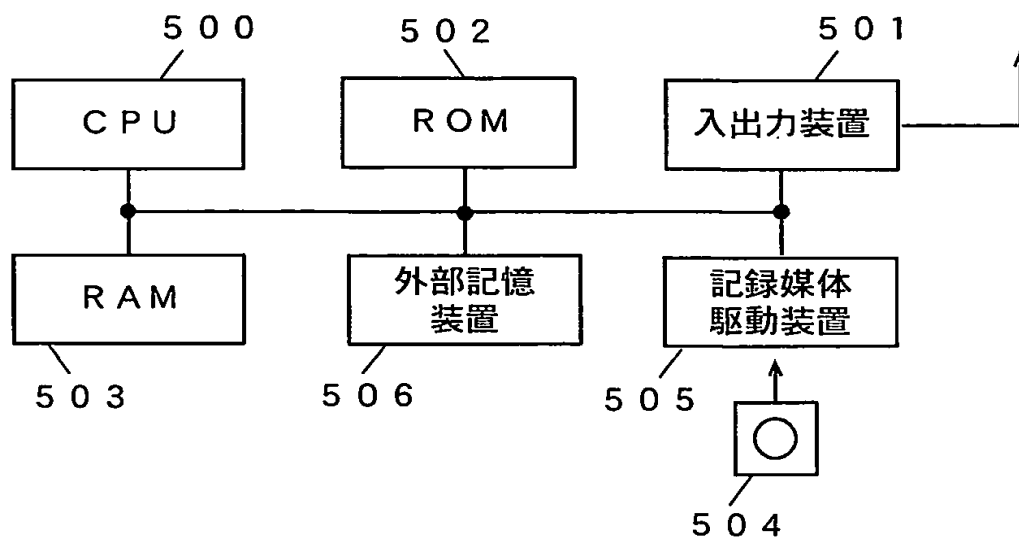 ５００
５０２
５０１
ＣＰＵ
ＲＯＭ
入出力装置
ＲＡＭ
外部記憶
装置
記録媒体
駆動装置
５０３
５０６
５０５
５０４